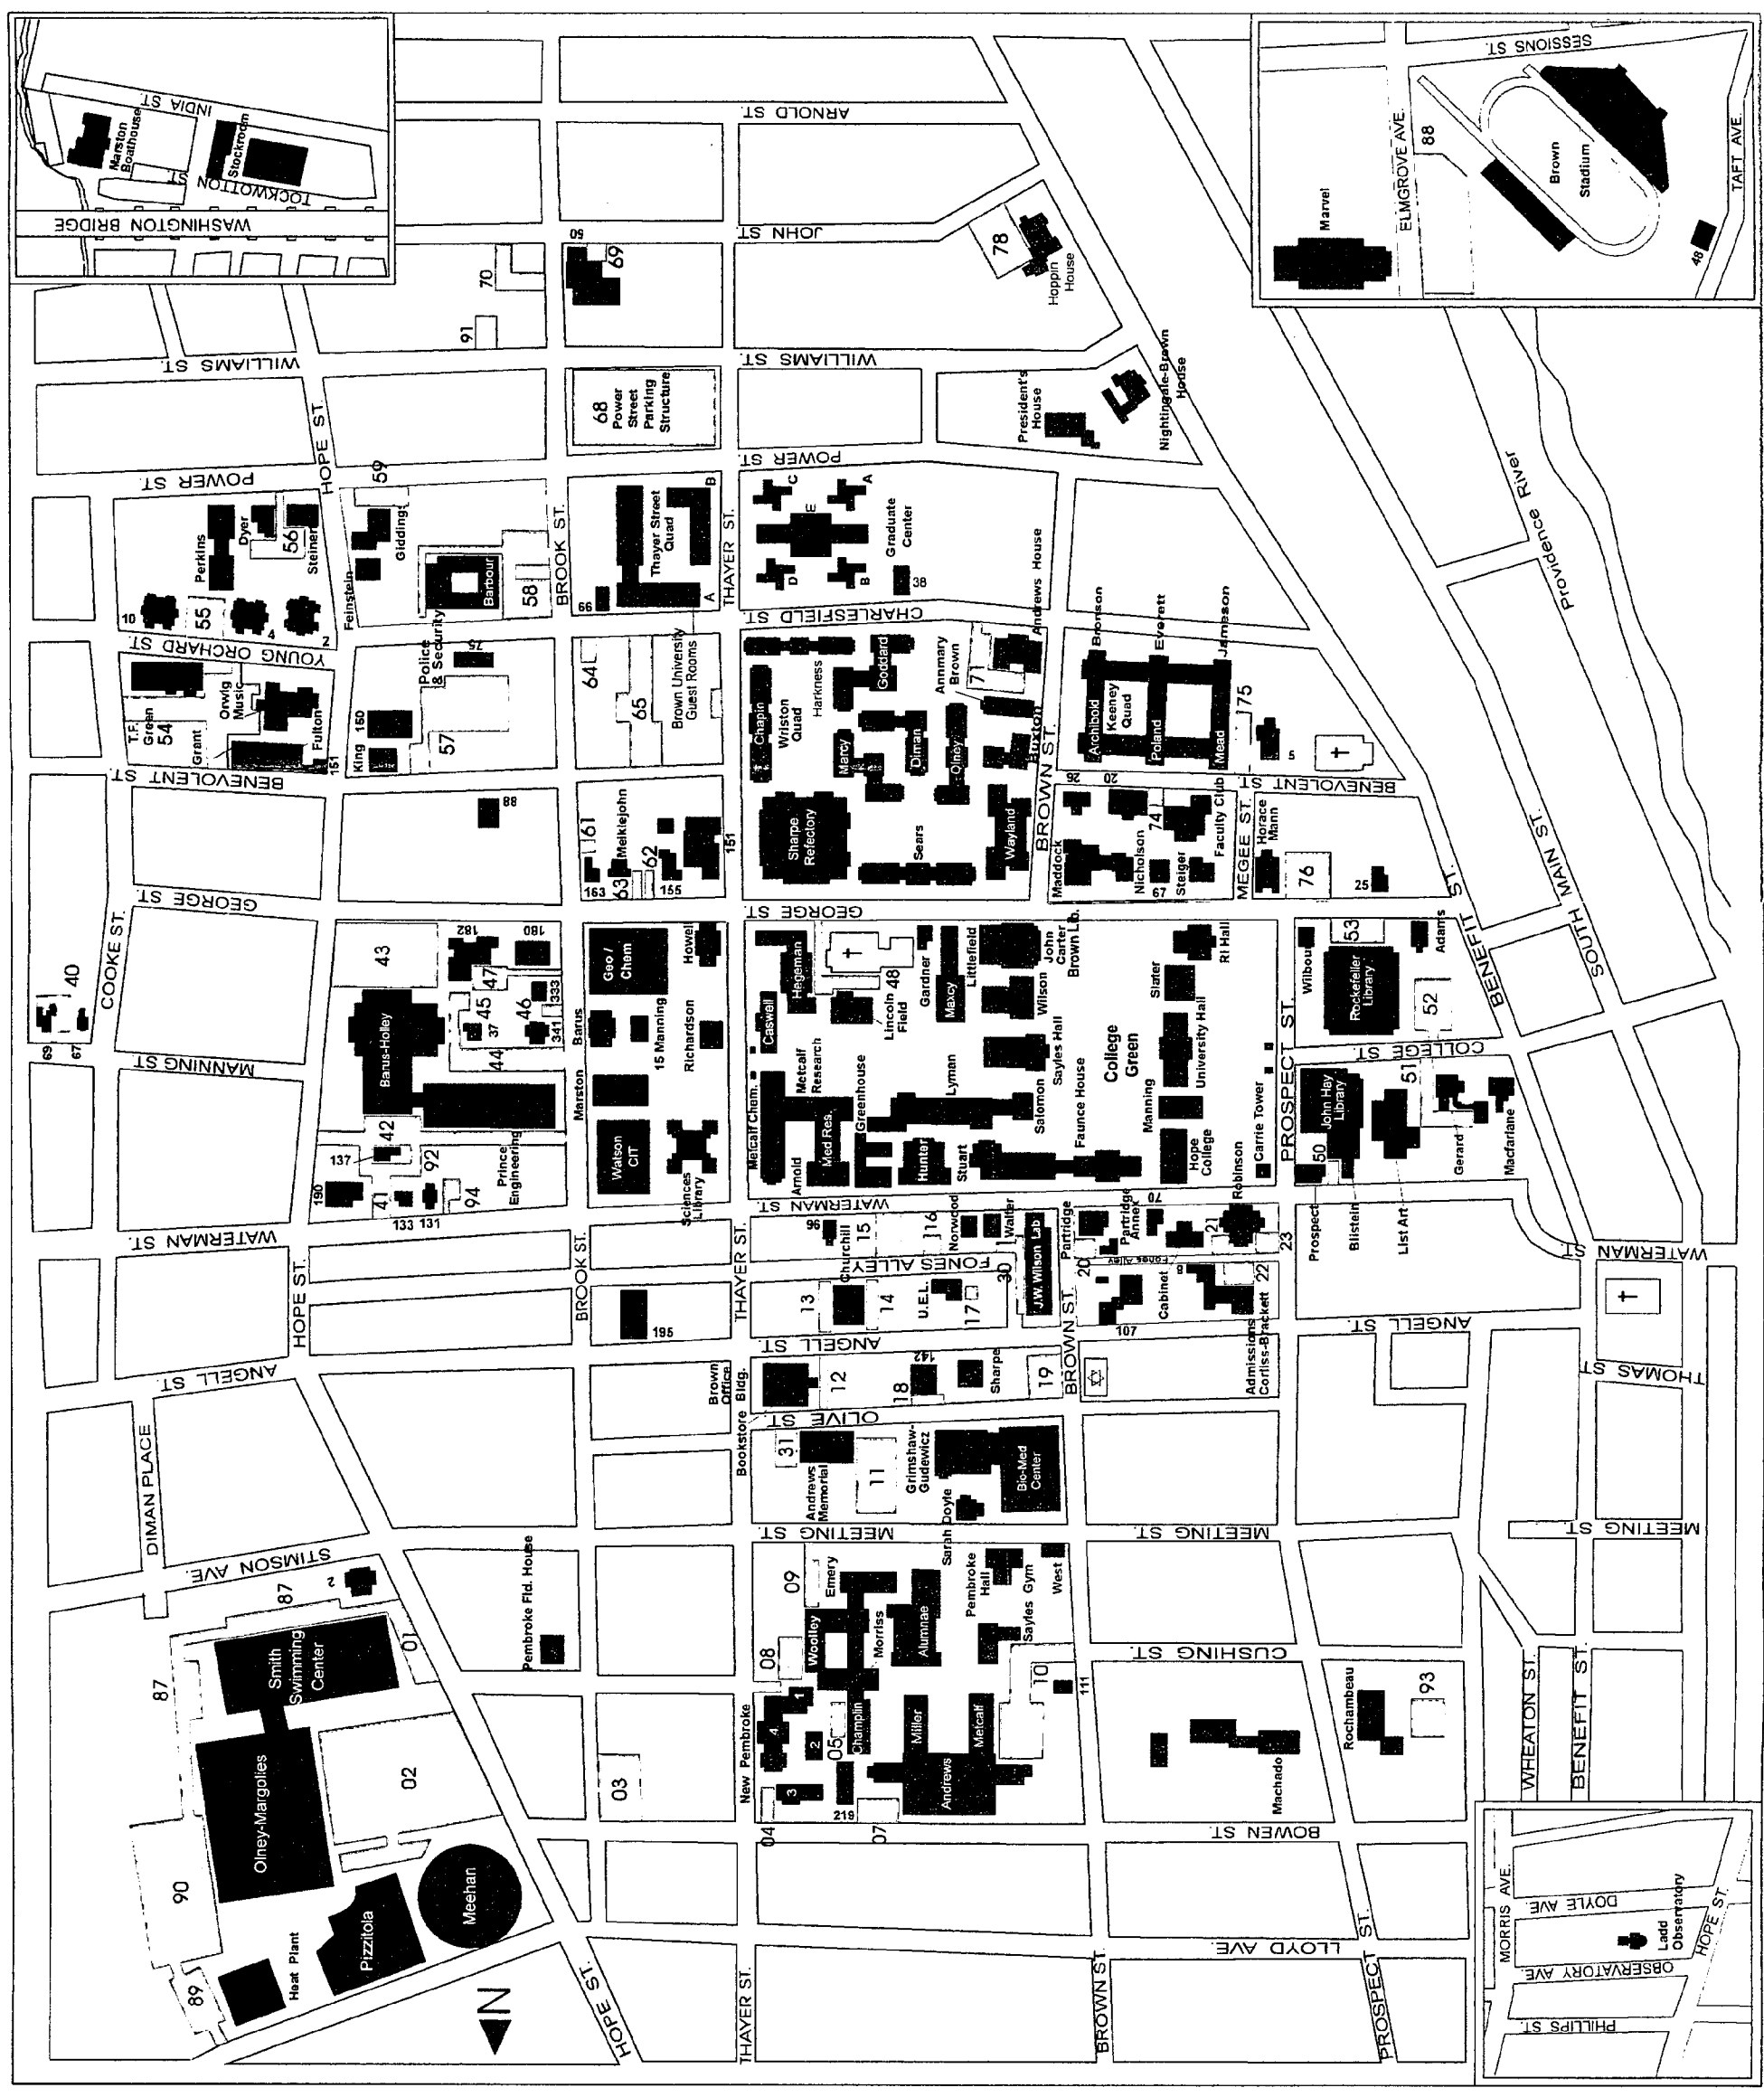 WASHINGTON BRIDGE
TOCKWOTTON ST.
INDIA ST.
Marston
Boathouse
Stockroom
SESSIONS ST.
ELMGROVE AVE.
TAFT AVE.
Marvel
88
Brown
Stadium
48
ARNOLD ST.
JOHN ST.
50
69
70
91
78
Hoppin
House
WILLIAMS ST.
WILLIAMS ST.
HOPE ST.
68
Power
Street
Parking
Structure
President's
House
Nightingale-Brown
House
Providence River
POWER ST.
POWER ST.
Perkins
Dyer
56
Steiner
59
Giddings
Feinstein
Barbour
58
BROOK ST.
Thayer Street
Quad
B
A
66
THAYER ST.
C
A
E
D
B
Graduate
Center
38
CHARLESFIELD ST.
10
55
4
2
YOUNG ORCHARD ST.
Police
& Security
75
T.F.
Green
54
Orwig
Music
Grant
Fulton
151
150
King
57
64
65
Brown University
Guest Rooms
Chapin
Wriston
Quad
Harkness
Goddard
Marcy
Diman
Olney
Annmary
Brown
71
Andrews House
Buxton
BROWN ST.
Bronson
Everett
Jameson
Archibold
Keeney
Quad
Poland
Mead
75
5
BENEVOLENT ST.
BENEVOLENT ST.
88
61
Meiklejohn
163
63
62
155
151
Sharpe
Refectory
Sears
Wayland
26
20
74
Maddock
Nicholson
67
Steiger
Faculty Club
MEGEE ST.
Horace
Mann
76
25
BENEFIT ST.
SOUTH MAIN ST.
GEORGE ST.
GEORGE ST.
COOKE ST.
40
69
67
MANNING ST.
43
182
180
47
45
37
46
333
341
44
Barus-Holley
42
137
92
94
190
41
133
131
Prince
Engineering
Geo /
Chem
Howell
Barus
15 Manning
Richardson
Marston
Watson
CIT
Sciences
Library
Hegeman
Caswell
Lincoln
Field
48
Gardner
Maxcy
Littlefield
John
Carter
Brown Lib.
Wilson
Sayles Hall
Metcalf Chem.
Metcalf
Research
Arnold
Med Res.
Greenhouse
Lyman
Hunter
Stuart
Salomon
Faunce House
College
Green
Slater
RI Hall
University Hall
Manning
Hope
College
Carrie Tower
Robinson
PROSPECT ST.
Wilbour
53
Rockefeller
Library
Adams
52
COLLEGE ST.
BENEFIT
John Hay
Library
50
51
Gerard
Macfarlane
Prospect
Blistein
List Art
WATERMAN ST.
WATERMAN ST.
WATERMAN ST.
HOPE ST.
BROOK ST.
THAYER ST.
96
Churchill
15
16
Norwood
Walter
FONES ALLEY
30
J.W. Wilson Lab
13
14
U.E.L.
17
195
BROWN ST.
Partridge
Partridge
Annex
70
20
21
23
Fones Alley
8
22
Cabinet
107
Admissions
Corliss-Brackett
ANGELL ST.
ANGELL ST.
ANGELL ST.
THOMAS ST.
Brown
Office
Bldg.
Bookstore
12
18
142
Sharpe
19
OLIVE ST.
31
Andrews
Memorial
11
Grimshaw-
Gudewicz
Bio-Med
Center
Sarah Doyle
MEETING ST.
MEETING ST.
MEETING ST.
DIMAN PLACE
STIMSON AVE.
2
87
87
Smith
Swimming
Center
01
Pembroke Fld. House
09
Emery
08
Woolley
Morriss
Alumnae
Pembroke
Hall
Sayles Gym
West
10
111
CUSHING ST.
New Pembroke
1
4
2
3
05
Champlin
Miller
Metcalf
Andrews
219
04
07
Machado
Rochambeau
93
WHEATON ST.
BENEFIT ST.
BOWEN ST.
Olney-Margolies
02
03
90
89
Heat Plant
Pizzitola
Meehan
N
HOPE ST.
THAYER ST.
BROWN ST.
PROSPECT ST.
LLOYD AVE.
MORRIS AVE.
DOYLE AVE.
Ladd
Observatory
OBSERVATORY AVE.
HOPE ST.
PHILLIPS ST.